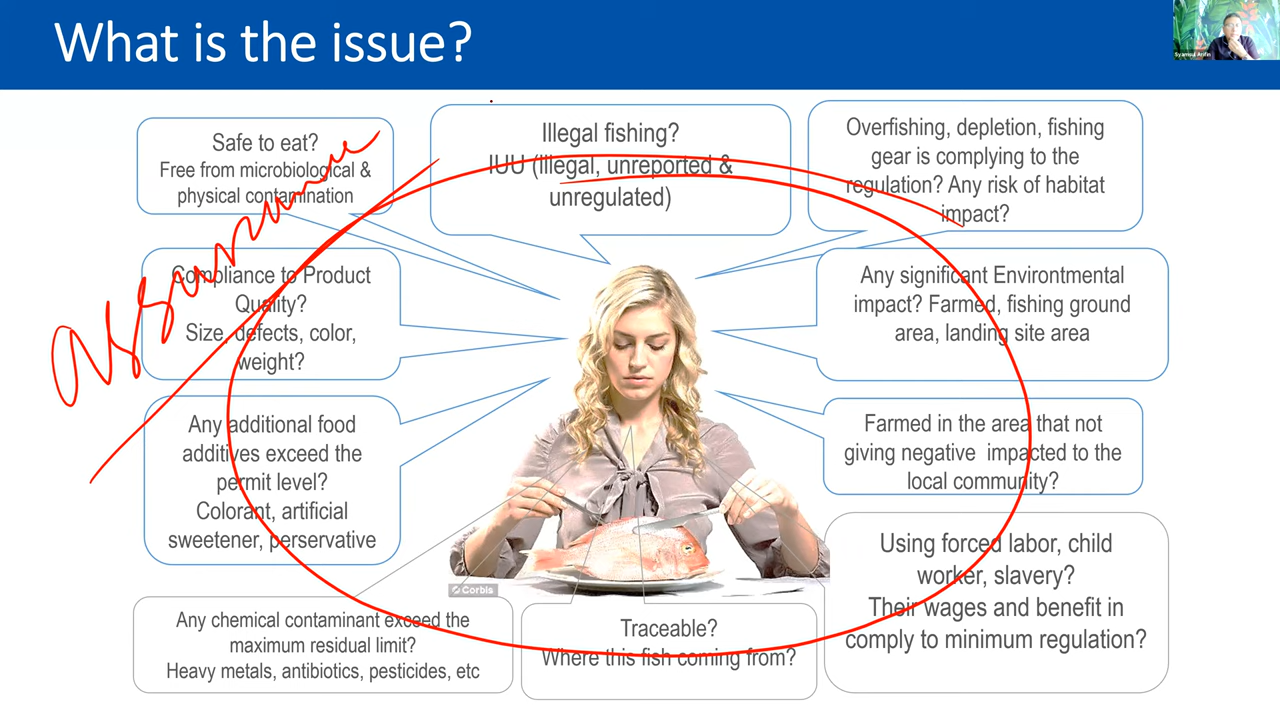 What is the issue?
Syamsul Arifin
Safe to eat?
Free from microbiological &
physical contamination
Illegal fishing?
IUU (Illegal, unreported &
unregulated)
Overfishing, depletion, fishing
gear is complying to the
regulation? Any risk of habitat
impact?
assurance
Compliance to Product
Quality?
Size, defects, color,
weight?
Any significant Environtmental
impact? Farmed, fishing ground
area, landing site area
Any additional food
additives exceed the
permit level?
Colorant, artificial
sweetener, perservative
Farmed in the area that not
giving negative impacted to the
local community?
Using forced labor, child
worker, slavery?
Their wages and benefit in
comply to minimum regulation?
Corbis
Any chemical contaminant exceed the
maximum residual limit?
Heavy metals, antibiotics, pesticides, etc
Traceable?
Where this fish coming from?